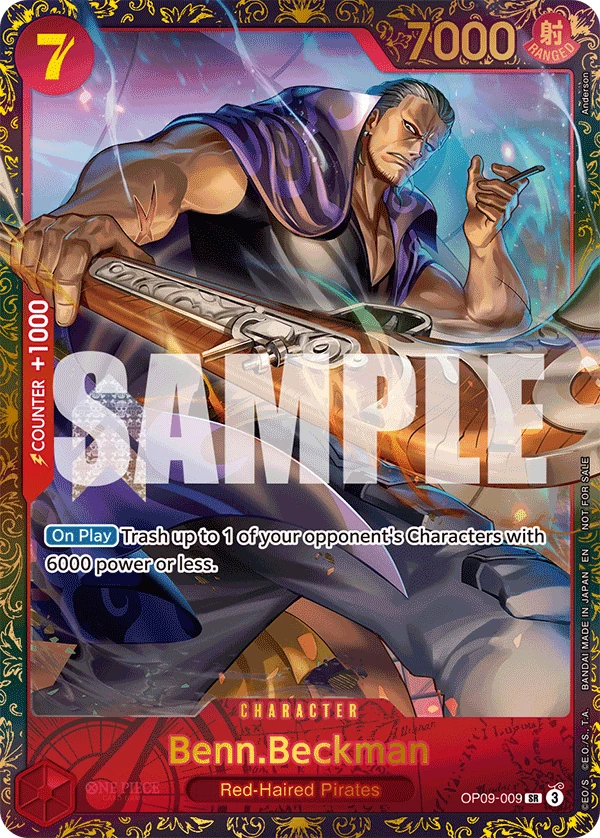 7
7000
射
RANGED
Anderson
COUNTER +1000
SAMPLE
On Play Trash up to 1 of your opponent's Characters with
6000 power or less.
CHARACTER
Benn.Beckman
Red-Haired Pirates
ONE PIECE
CARD GAME
OP09-009 SR 3
©E.O./S. ©E.O./S., T.A. BANDAI MADE IN JAPAN EN NOT FOR SALE